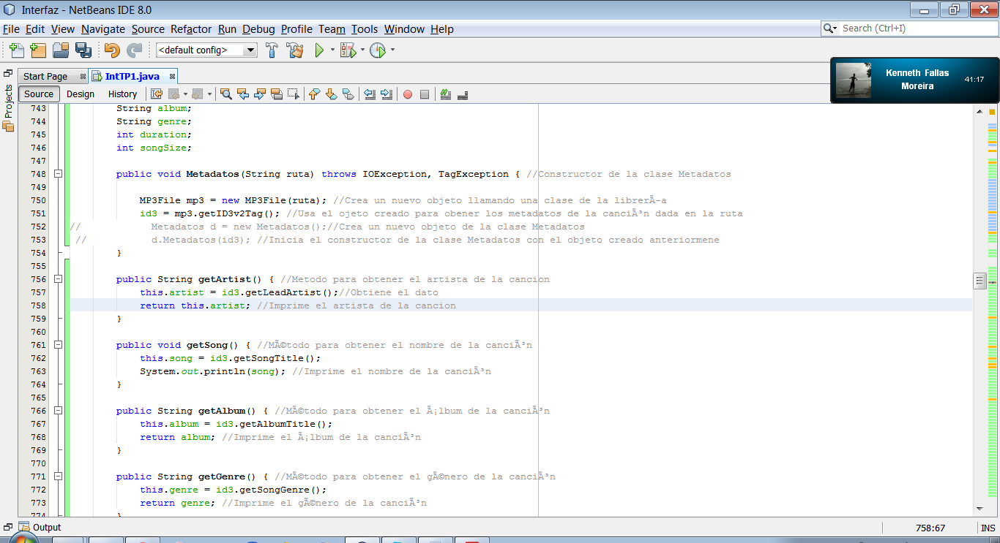 Interfaz - NetBeans IDE 8.0
File Edit View Navigate Source Refactor Run Debug Profile Team Tools Window Help
Search (Ctrl+I)
<default config>
Kenneth Fallas
Moreira
41:17
Projects
Start Page
IntTP1.java
Source Design History
743 String album;
744 String genre;
745 int duration;
746 int songSize;
747
748 public void Metadatos(String ruta) throws IOException, TagException { //Constructor de la clase Metadatos
749
750 MP3File mp3 = new MP3File(ruta); //Crea un nuevo objeto llamando una clase de la librerÃ-a
751 id3 = mp3.getID3v2Tag(); //Usa el ojeto creado para obener los metadatos de la canciÃ³n dada en la ruta
752 // Metadatos d = new Metadatos();//Crea un nuevo objeto de la clase Metadatos
753 // d.Metadatos(id3); //Inicia el constructor de la clase Metadatos con el objeto creado anteriormene
754 }
755
756 public String getArtist() { //Metodo para obtener el artista de la cancion
757 this.artist = id3.getLeadArtist();//Obtiene el dato
758 return this.artist; //Imprime el artista de la cancion
759 }
760
761 public void getSong() { //MÃ©todo para obtener el nombre de la canciÃ³n
762 this.song = id3.getSongTitle();
763 System.out.println(song); //Imprime el nombre de la canciÃ³n
764 }
765
766 public String getAlbum() { //MÃ©todo para obtener el Ã¡lbum de la canciÃ³n
767 this.album = id3.getAlbumTitle();
768 return album; //Imprime el Ã¡lbum de la canciÃ³n
769 }
770
771 public String getGenre() { //MÃ©todo para obtener el gÃ©nero de la canciÃ³n
772 this.genre = id3.getSongGenre();
773 return genre; //Imprime el gÃ©nero de la canciÃ³n
774 }
Output
758:67
INS